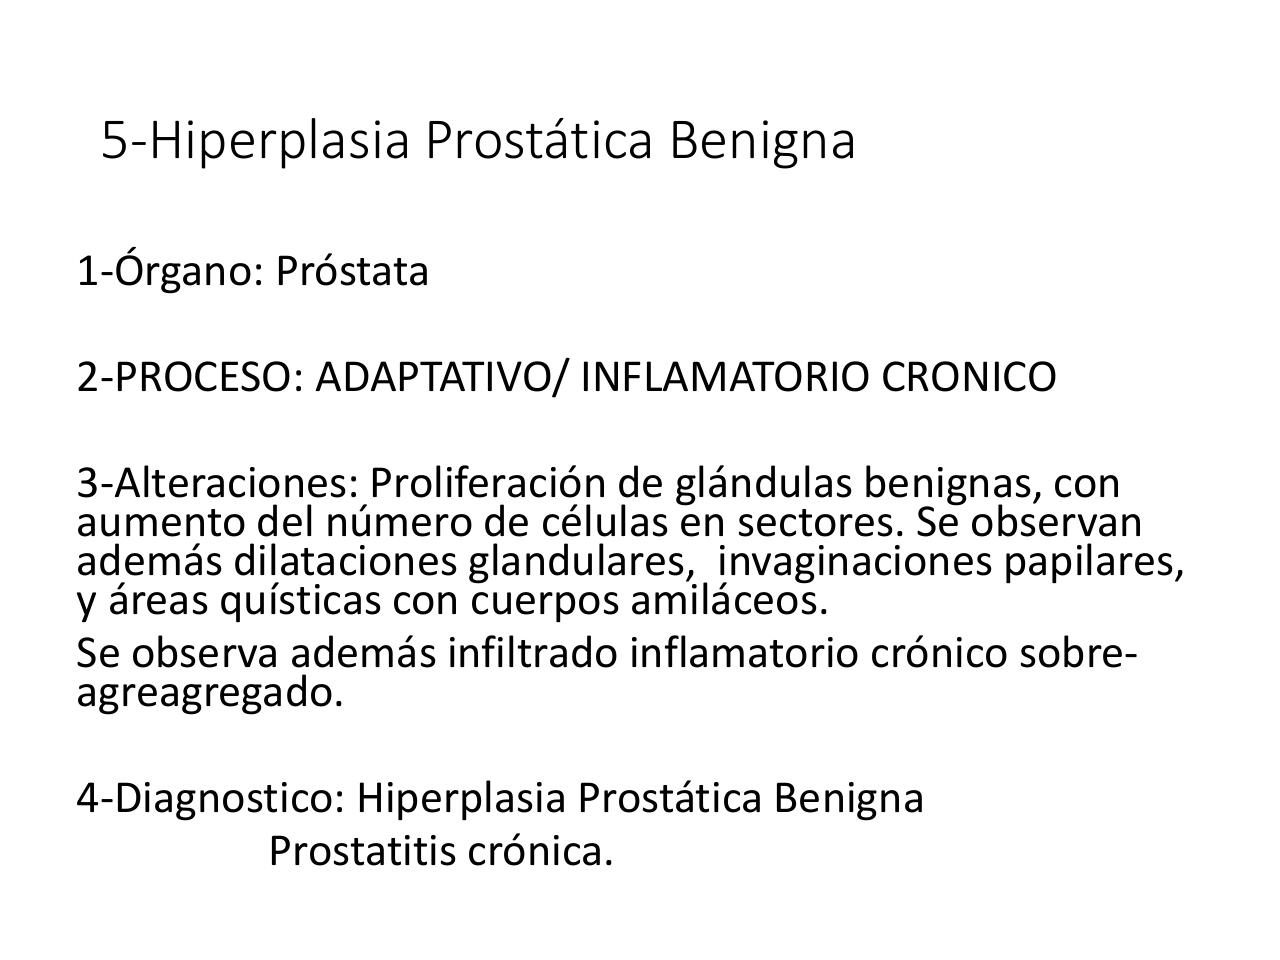 5-Hiperplasia Prostática Benigna
1-Órgano: Próstata
2-PROCESO: ADAPTATIVO/ INFLAMATORIO CRONICO
3-Alteraciones: Proliferación de glándulas benignas, con
aumento del número de células en sectores. Se observan
además dilataciones glandulares,  invaginaciones papilares,
y áreas quísticas con cuerpos amiláceos.
Se observa además infiltrado inflamatorio crónico sobre-
agreagregado.
4-Diagnostico: Hiperplasia Prostática Benigna
Prostatitis crónica.